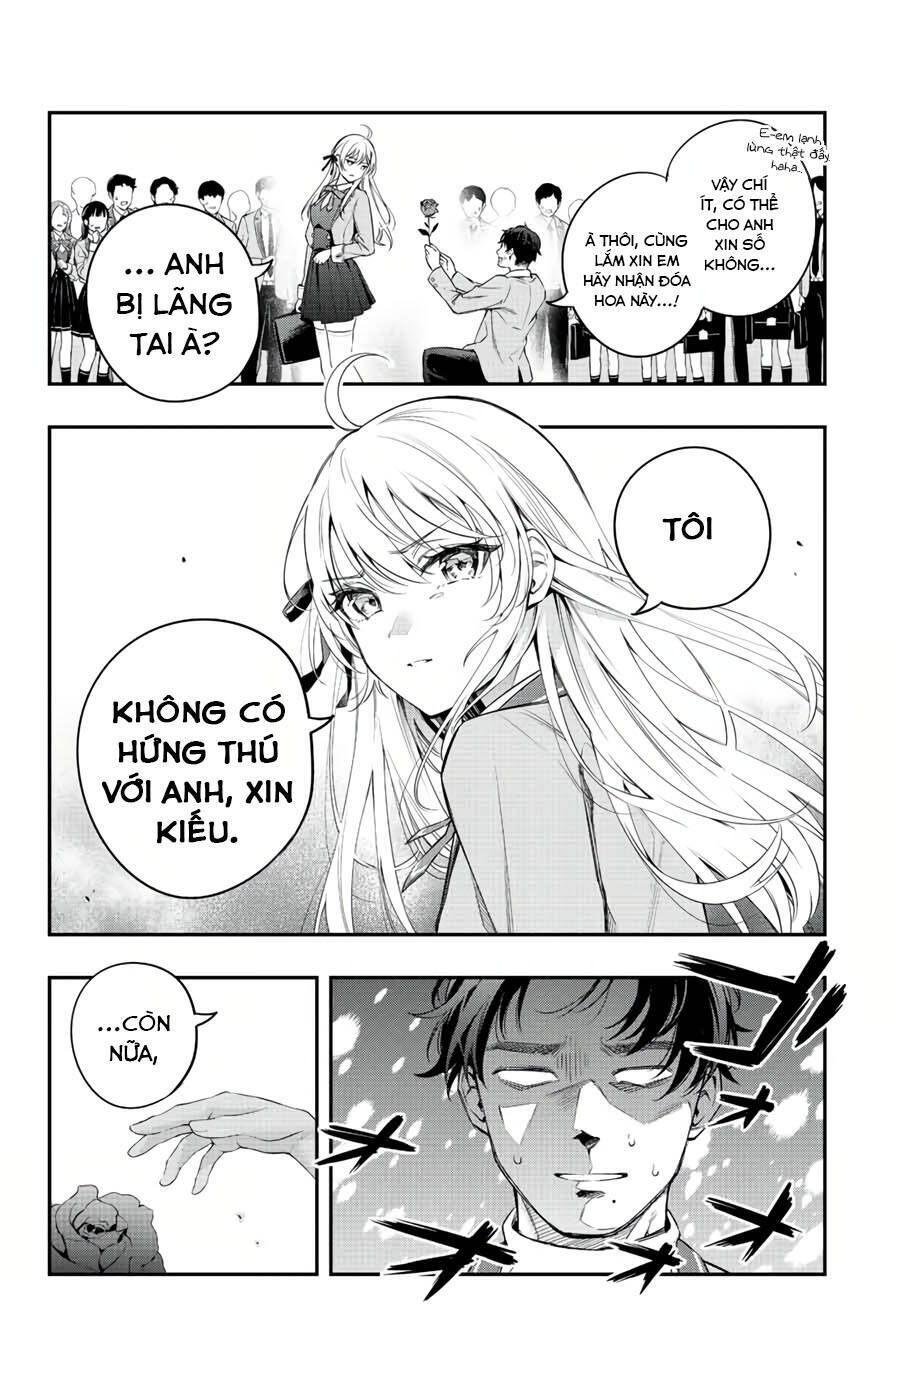 E-em lạnh
lùng thật đấy
haha..
VẬY CHÍ
ÍT, CÓ THỂ
CHO ANH
XIN SỐ
KHÔNG...
À THÔI, CÙNG
LẮM XIN EM
HÃY NHẬN ĐÓA
HOA NÀY...!
... ANH
BỊ LÃNG
TAI À?
TÔI
KHÔNG CÓ
HỨNG THÚ
VỚI ANH, XIN
KIẾU.
...CÒN
NỮA,